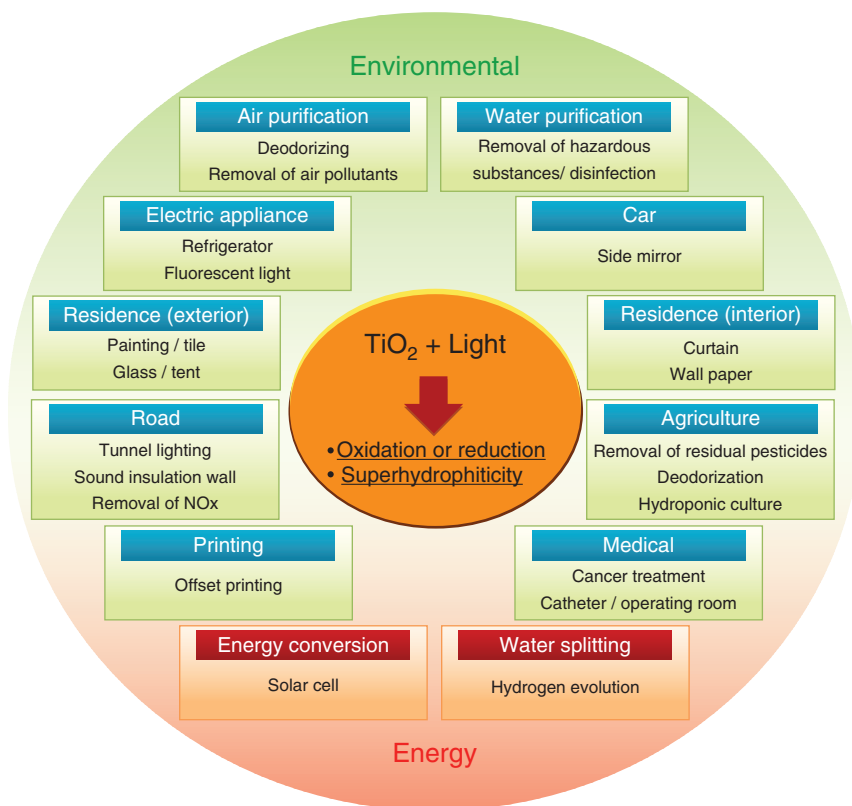 Environmental
Air purification
Deodorizing
Removal of air pollutants
Water purification
Removal of hazardous
substances/ disinfection
Electric appliance
Refrigerator
Fluorescent light
Car
Side mirror
Residence (exterior)
Painting / tile
Glass / tent
TiO₂ + Light
• Oxidation or reduction
• Superhydrophiticity
Residence (interior)
Curtain
Wall paper
Road
Tunnel lighting
Sound insulation wall
Removal of NOx
Agriculture
Removal of residual pesticides
Deodorization
Hydroponic culture
Printing
Offset printing
Medical
Cancer treatment
Catheter / operating room
Energy conversion
Solar cell
Water splitting
Hydrogen evolution
Energy